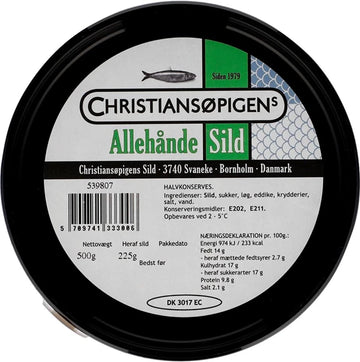 Siden 1979
CHRISTIANSØPIGENS
Allehånde Sild
Christiansøpigens Sild · 3740 Svaneke · Bornholm · Danmark
539807
5 709741 333006
HALVKONSERVES.
Ingredienser: Sild, sukker, løg, eddike, krydderier,
salt, vand.
Konserveringsmidler: E202, E211.
Opbevares ved 2 - 5°C
Nettovægt Heraf sild Pakkedato
500g 225g
Bedst før
NÆRINGSDEKLARATION pr. 100g.:
Energi 974 kJ / 233 kcal
Fedt 14 g
- heraf mættede fedtsyrer 2.7 g
Kulhydrat 17 g
- heraf sukkerarter 17 g
Protein 9.8 g
Salt 2.1 g
DK 3017 EC